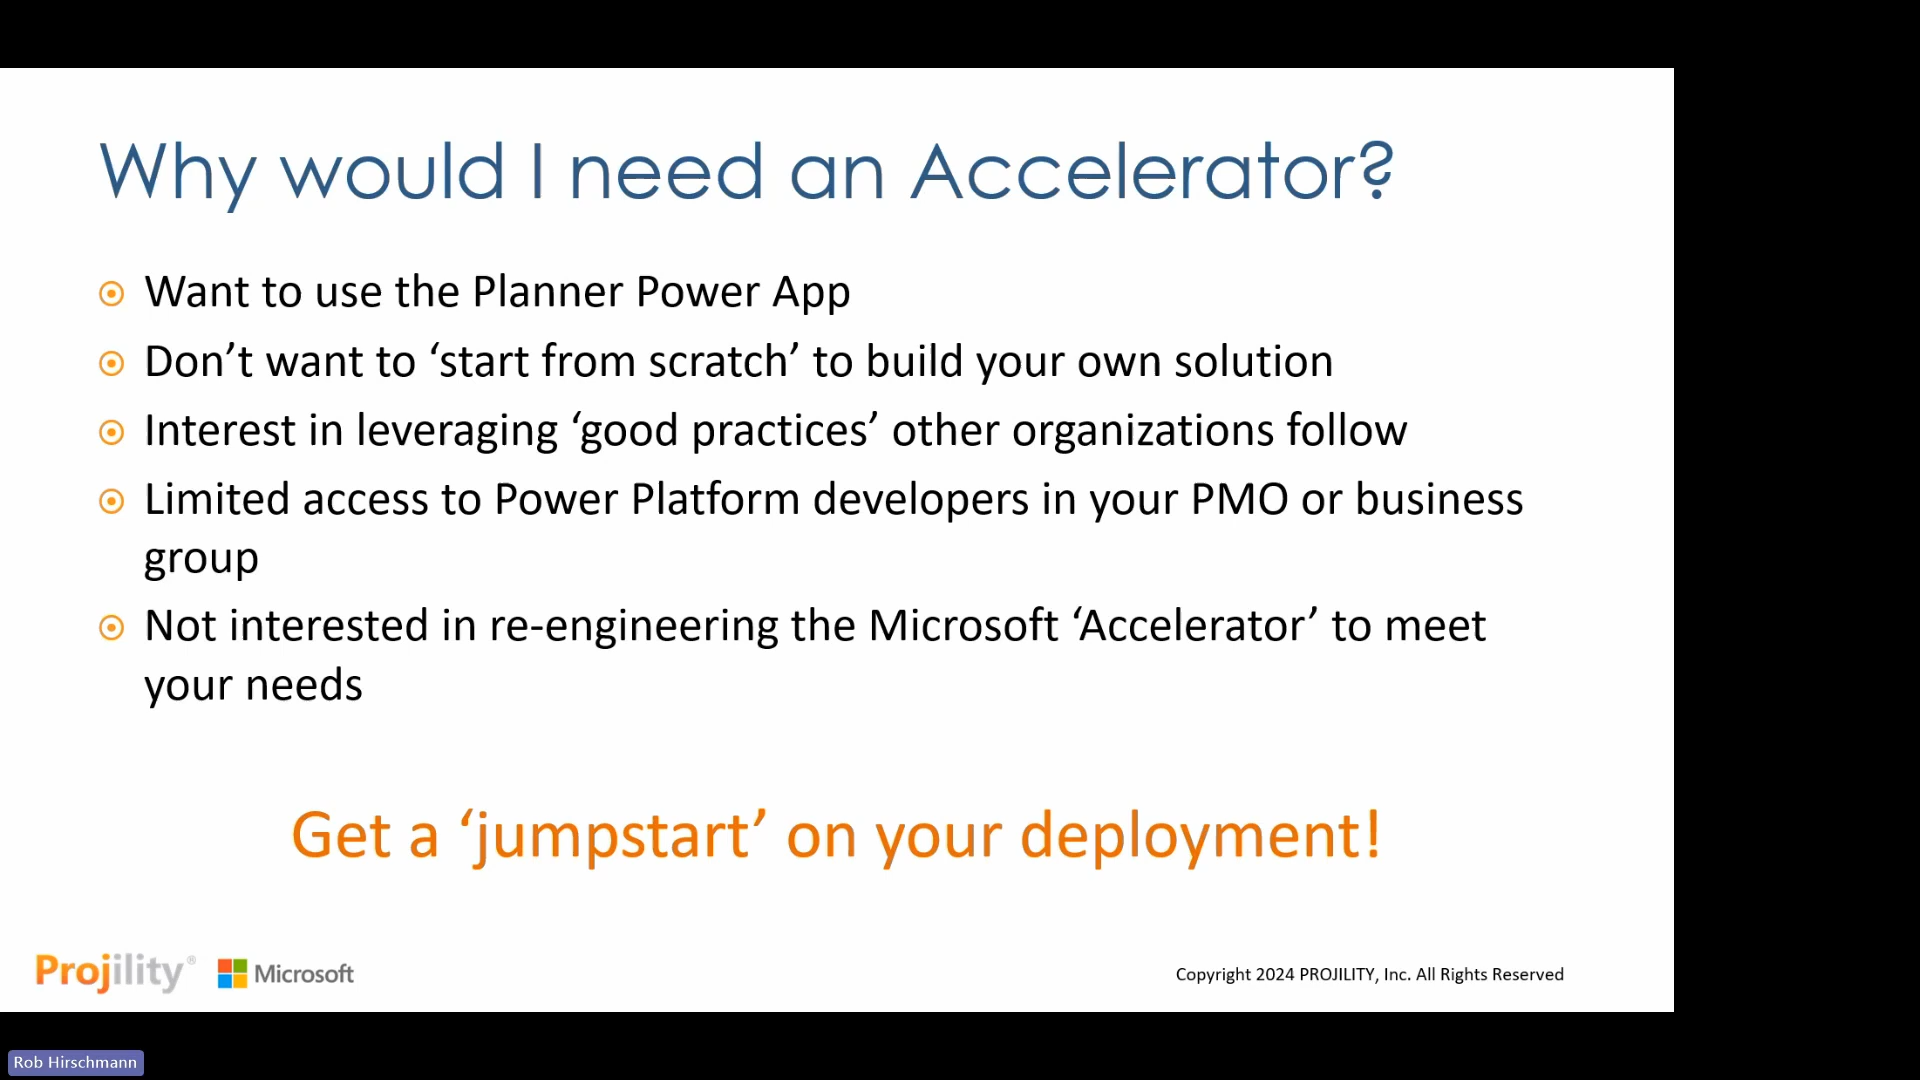 Why would I need an Accelerator?
Want to use the Planner Power App
Don’t want to ‘start from scratch’ to build your own solution
Interest in leveraging ‘good practices’ other organizations follow
Limited access to Power Platform developers in your PMO or business
group
Not interested in re-engineering the Microsoft ‘Accelerator’ to meet
your needs
Get a ‘jumpstart’ on your deployment!
Projility®
Microsoft
Copyright 2024 PROJILITY, Inc. All Rights Reserved
Rob Hirschmann